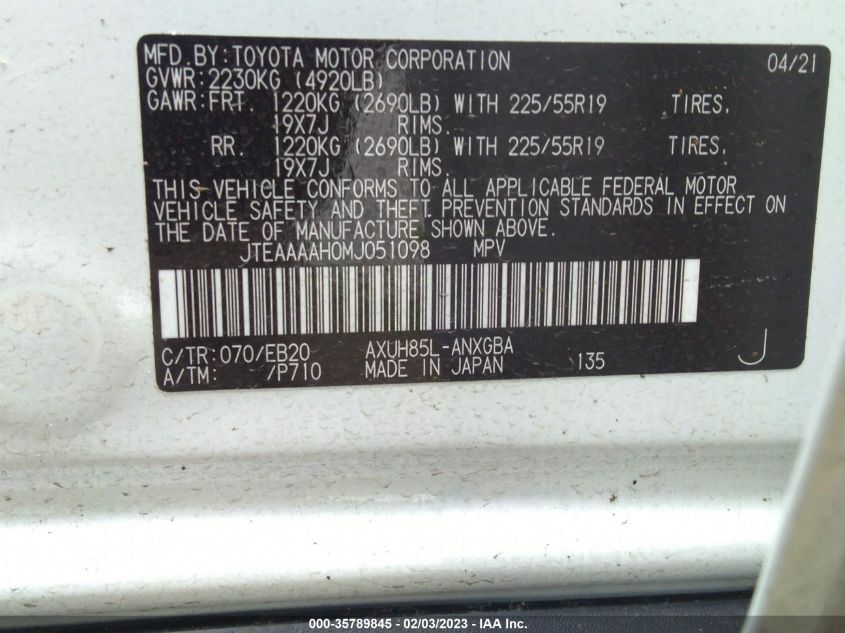 MFD.BY:TOYOTA MOTOR CORPORATION 04/21
GVWR:2230KG (4920LB)
GAWR:FRT. 1220KG (2690LB) WITH 225/55R19 TIRES,
19X7J RIMS.
RR. 1220KG (2690LB) WITH 225/55R19 TIRES,
19X7J RIMS.
THIS VEHICLE CONFORMS TO ALL APPLICABLE FEDERAL MOTOR
VEHICLE SAFETY AND THEFT PREVENTION STANDARDS IN EFFECT ON
THE DATE OF MANUFACTURE SHOWN ABOVE.
JTEAAAAH0MJ051098 MPV
C/TR:070/EB20 AXUH85L-ANXGBA
A/TM: /P710 MADE IN JAPAN 135 J
000-35789845 - 02/03/2023 - IAA Inc.